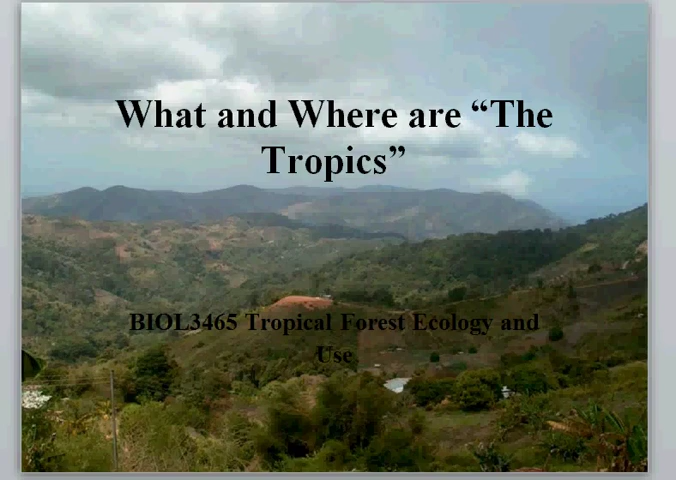 What and Where are “The
Tropics”
BIOL3465 Tropical Forest Ecology and
Use